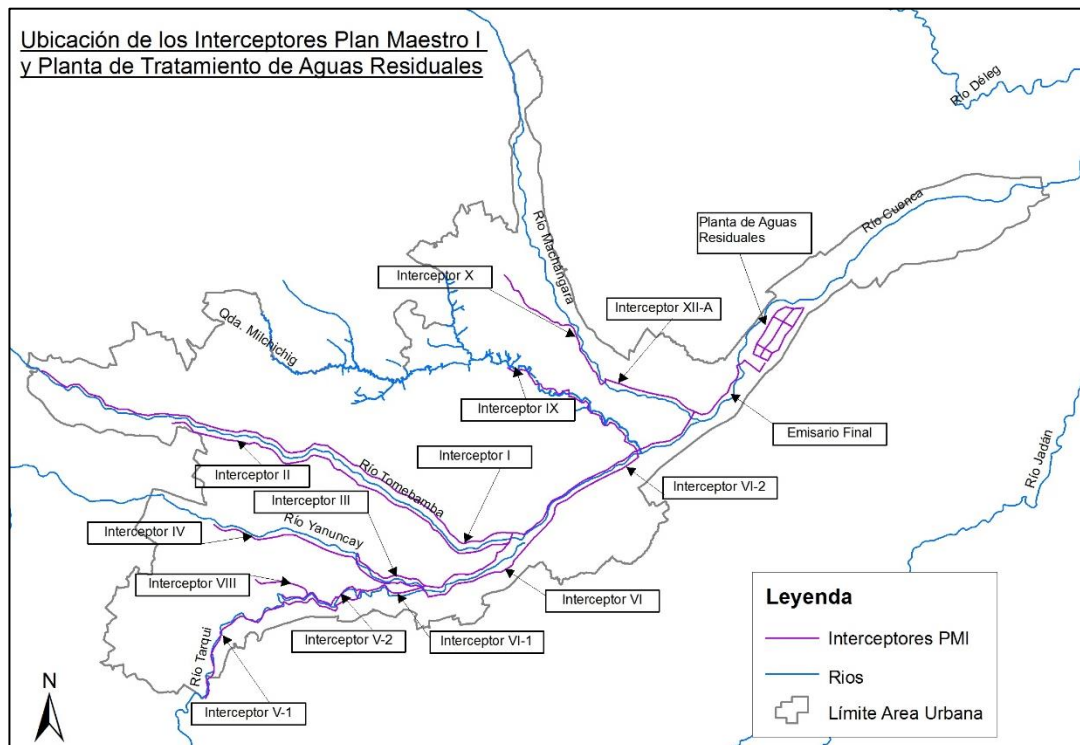 Ubicación de los Interceptores Plan Maestro I
y Planta de Tratamiento de Aguas Residuales
Río Déleg
Río Cuenca
Planta de Aguas
Residuales
Río Machangara
Interceptor X
Interceptor XII-A
Qda. Milchichig
Interceptor IX
Emisario Final
Río Jadán
Interceptor I
Río Tomebamba
Interceptor II
Interceptor VI-2
Interceptor III
Río Yanuncay
Interceptor IV
Interceptor VIII
Interceptor VI
Interceptor V-2
Interceptor VI-1
Río Tarqui
Interceptor V-1
N
Leyenda
Interceptores PMI
Rios
Límite Area Urbana